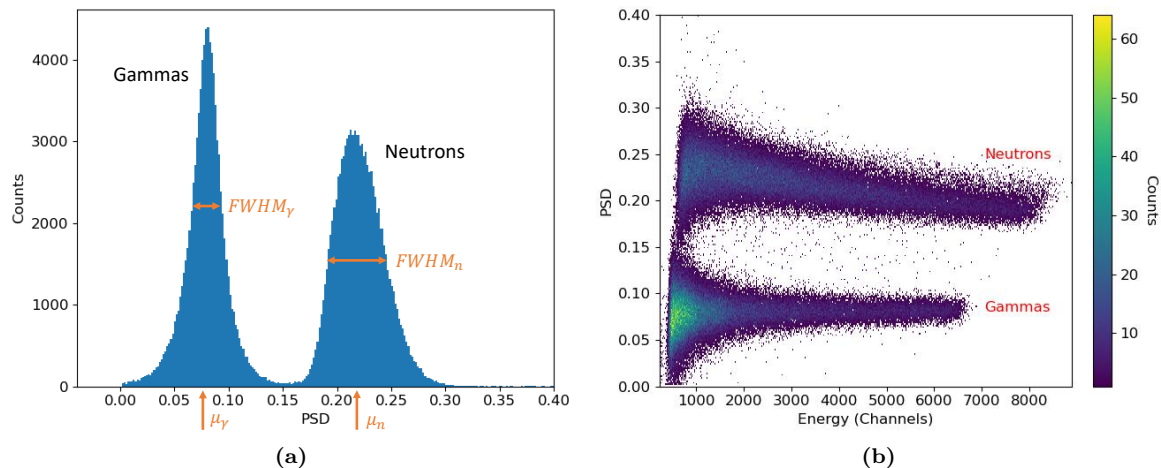 4000
3000
2000
1000
0
Counts
Gammas
Neutrons
FWHMγ
FWHMn
0.00 0.05 0.10 0.15 0.20 0.25 0.30 0.35 0.40
PSD
μγ
μn
(a)
0.40
0.35
0.30
0.25
0.20
0.15
0.10
0.05
0.00
PSD
Neutrons
Gammas
1000 2000 3000 4000 5000 6000 7000 8000
Energy (Channels)
60
50
40
30
20
10
Counts
(b)